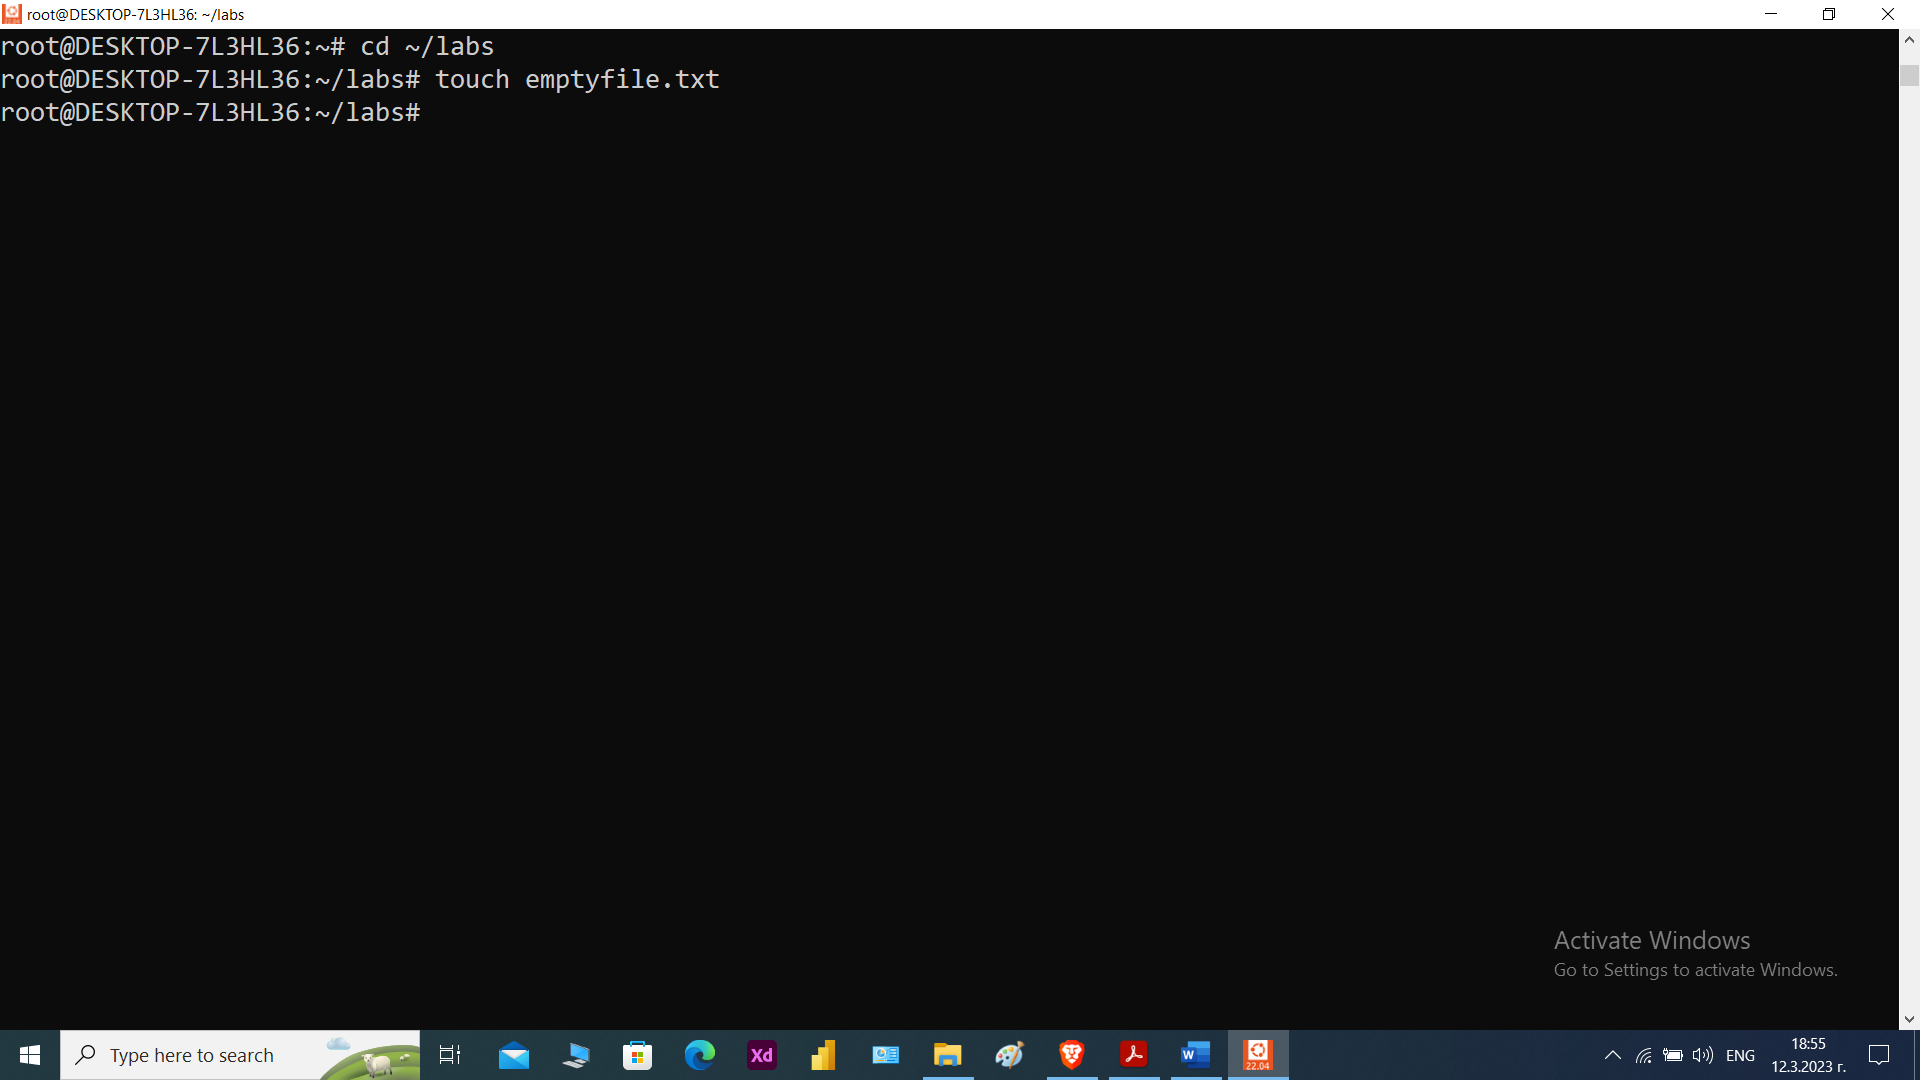 root@DESKTOP-7L3HL36: ~/labs
root@DESKTOP-7L3HL36:~# cd ~/labs
root@DESKTOP-7L3HL36:~/labs# touch emptyfile.txt
root@DESKTOP-7L3HL36:~/labs#
Activate Windows
Go to Settings to activate Windows.
Type here to search
Xd
W
22.04
ENG
18:55
12.3.2023 г.